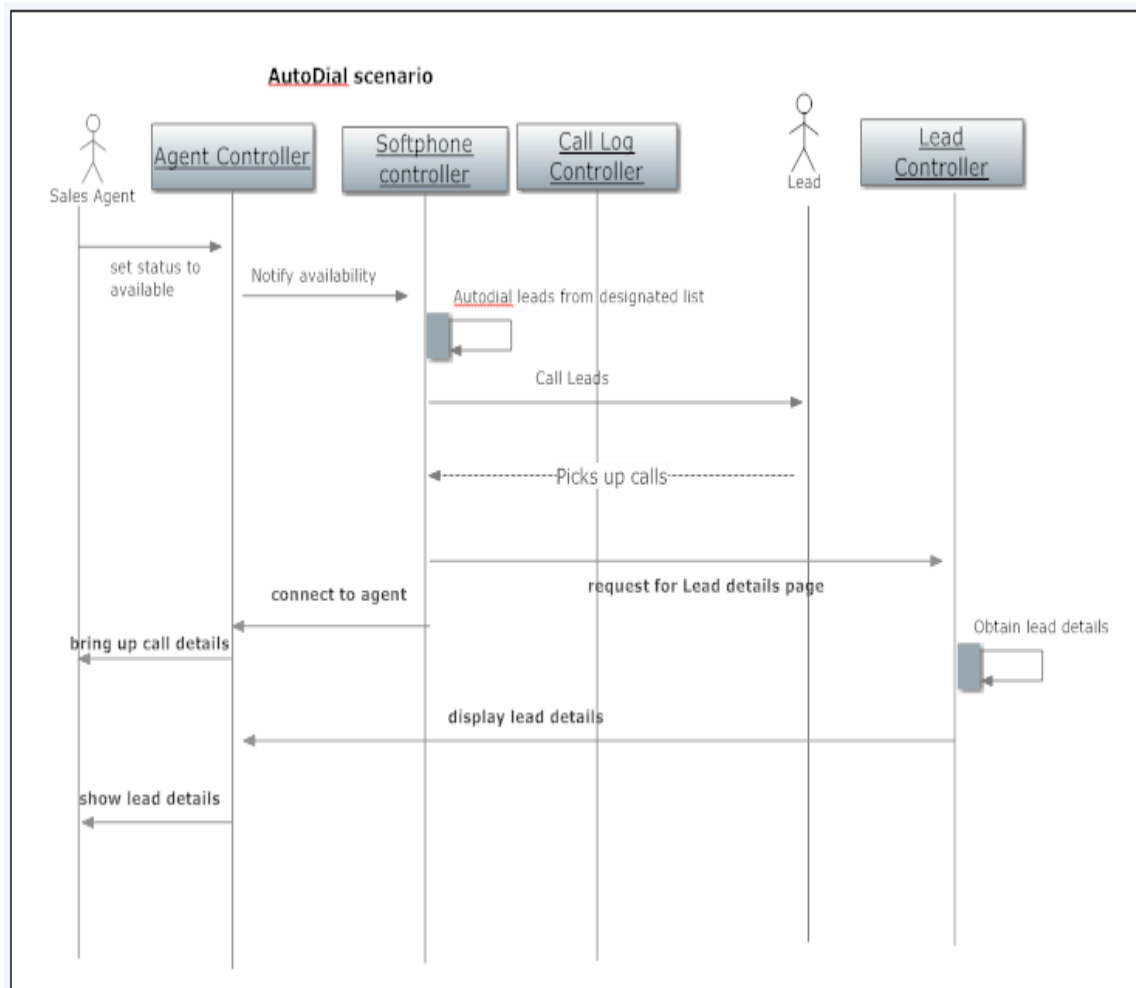 AutoDial scenario
Sales Agent
Agent Controller
Softphone
controller
Call Log
Controller
Lead
Lead
Controller
set status to
available
Notify availability
Autodial leads from designated list
Call Leads
Picks up calls
request for Lead details page
connect to agent
bring up call details
Obtain lead details
display lead details
show lead details